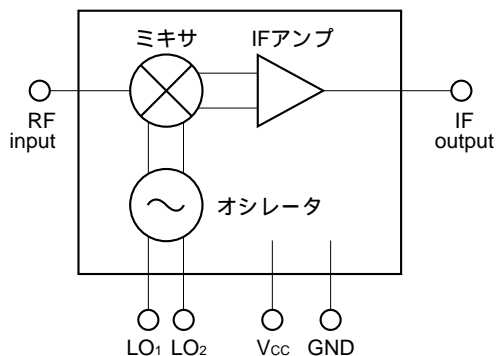 ミキサ
IFアンプ
RF
input
IF
output
オシレータ
LO1
LO2
VCC
GND